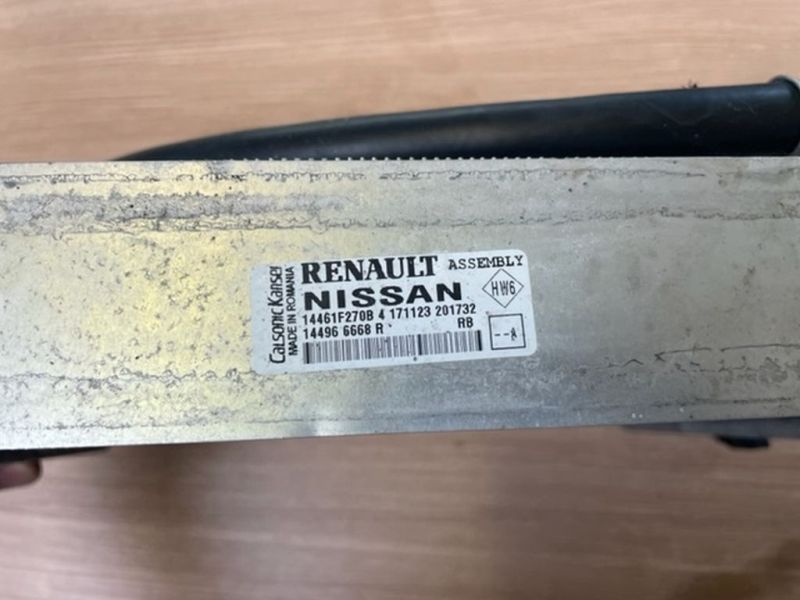 Calsonic Kansei
MADE IN ROMANIA
RENAULT ASSEMBLY
NISSAN
HW6
14461F270B 4 171123 201732
14496 6668 R RB
--A